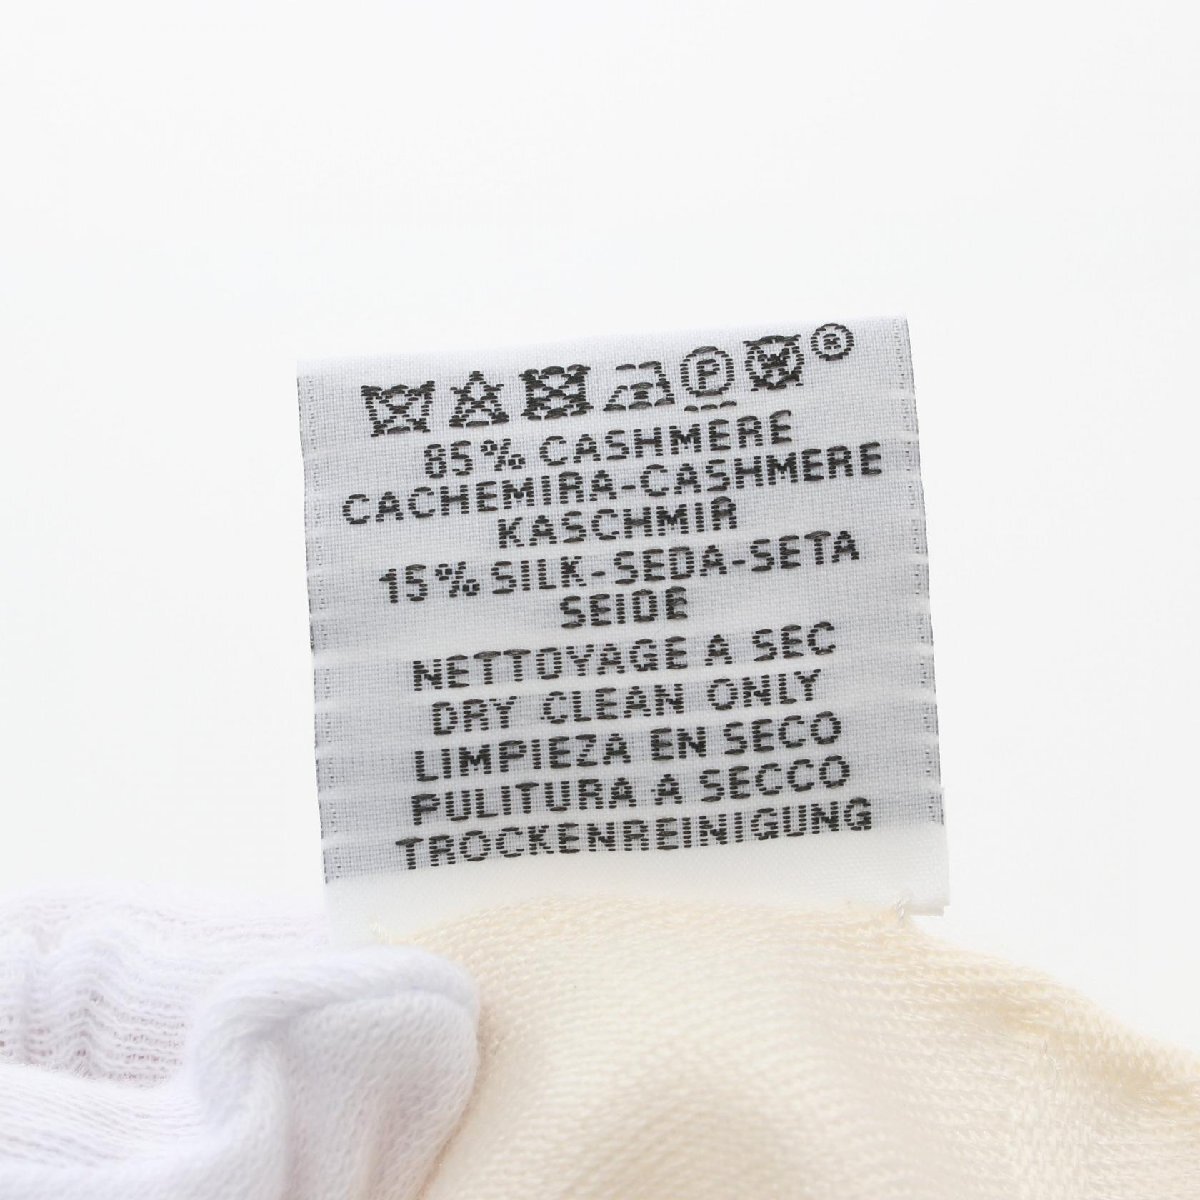 P ®
85% CASHMERE
CACHEMIRA-CASHMERE
KASCHMIR
15% SILK-SEDA-SETA
SEIDE
NETTOYAGE A SEC
DRY CLEAN ONLY
LIMPIEZA EN SECO
PULITURA A SECCO
TROCKENREINIGUNG